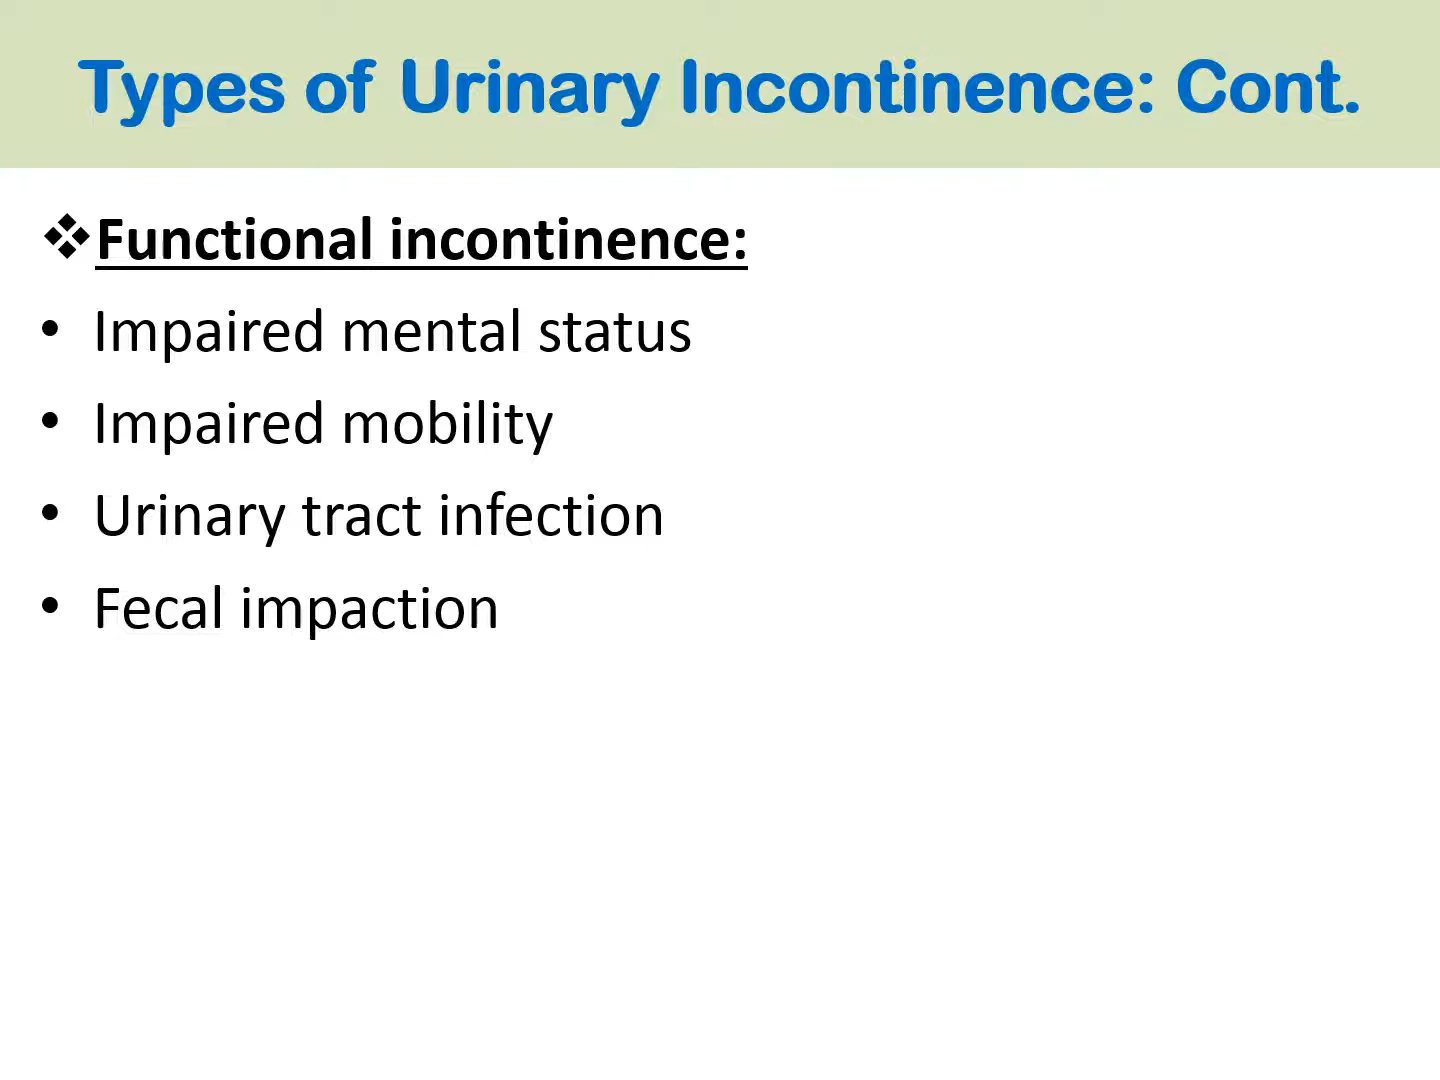 Types of Urinary Incontinence: Cont.
❖Functional incontinence:
• Impaired mental status
• Impaired mobility
• Urinary tract infection
• Fecal impaction